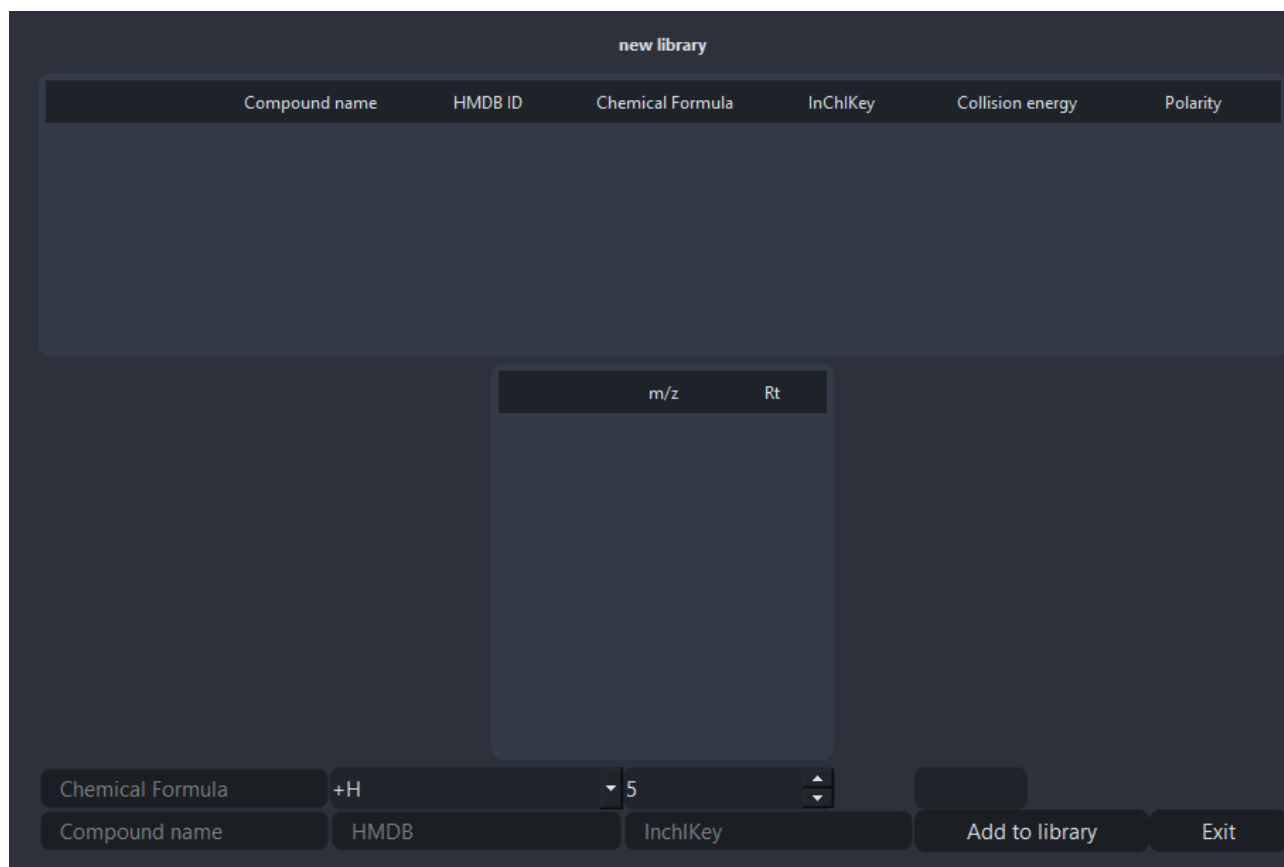 new library
Compound name HMDB ID Chemical Formula InChIKey Collision energy Polarity
m/z Rt
Chemical Formula +H 5
Compound name HMDB InchlKey Add to library Exit